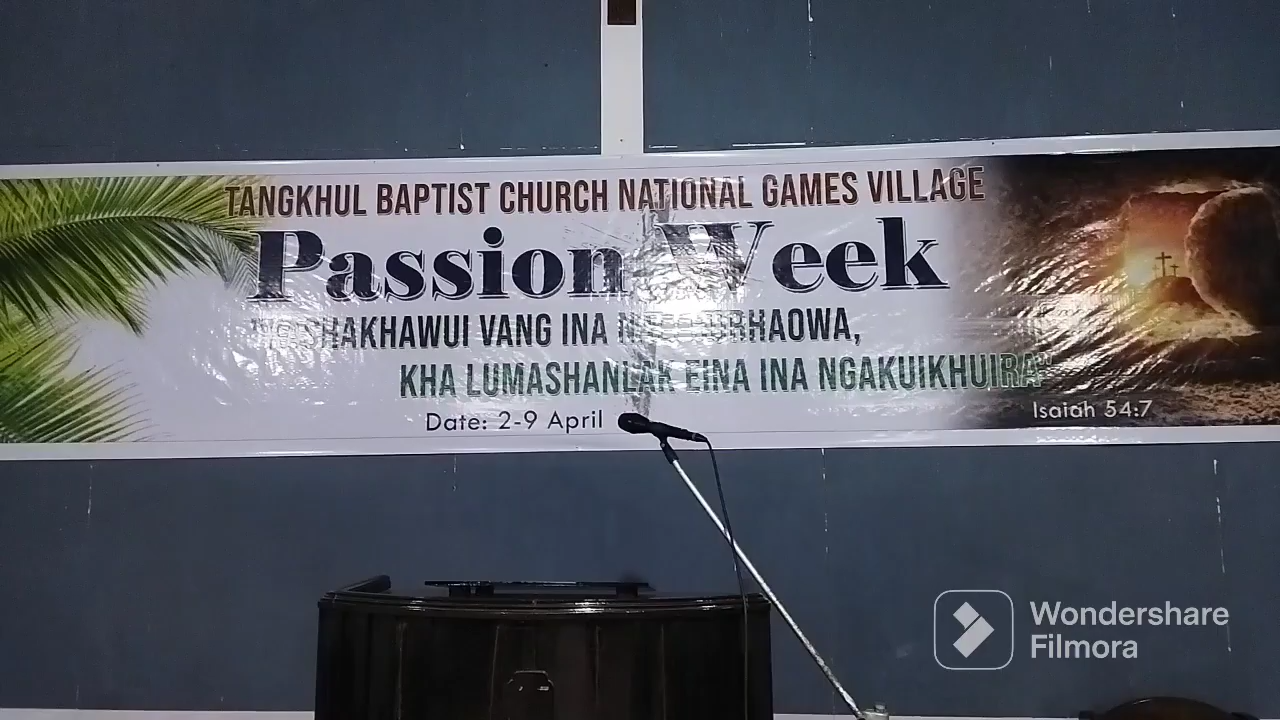 TANGKHUL BAPTIST CHURCH NATIONAL GAMES VILLAGE
Passion Week
VANG INA
KHA LUMASHANLAK EINA INA NGAKUIKHUIRA
Date: 2-9 April
Isaiah 54:7
Wondershare
Filmora